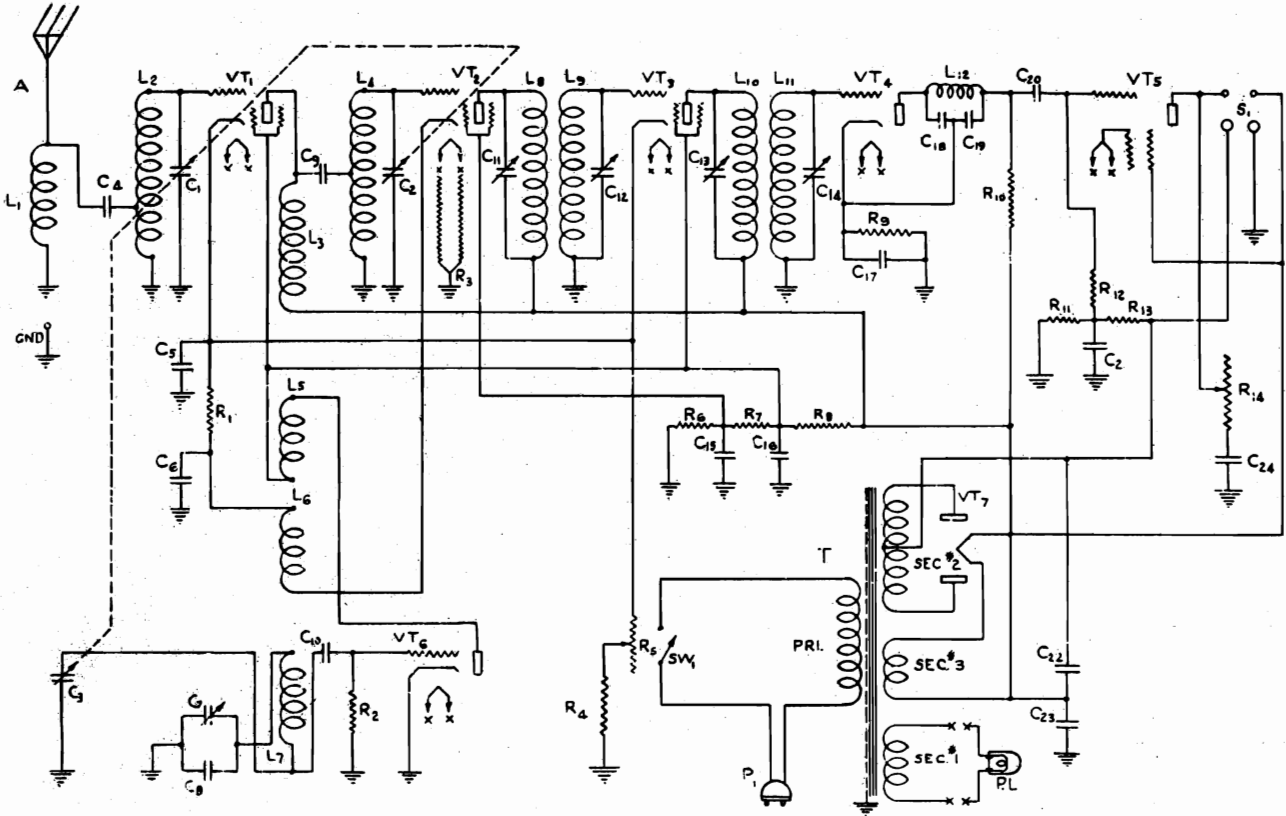 A
L1
GND
C4
L2
C1
VT1
C9
L3
L4
C2
VT2
R3
C11
L8
L9
C12
VT3
C13
L10
L11
C14
VT4
R9
C17
L12
C18
C19
C20
R10
VT5
S1
R12
R11
R13
C2
R14
C24
C5
R1
C6
L5
L6
R6
R7
R8
C15
C16
x x
x x
x x
x x
x x
C3
C8
L7
C10
R2
VT6
x x
R4
R5
SW1
P1
PRI.
T
VT7
SEC #2
SEC #3
SEC. #1
x x
x x
P.L
C22
C23